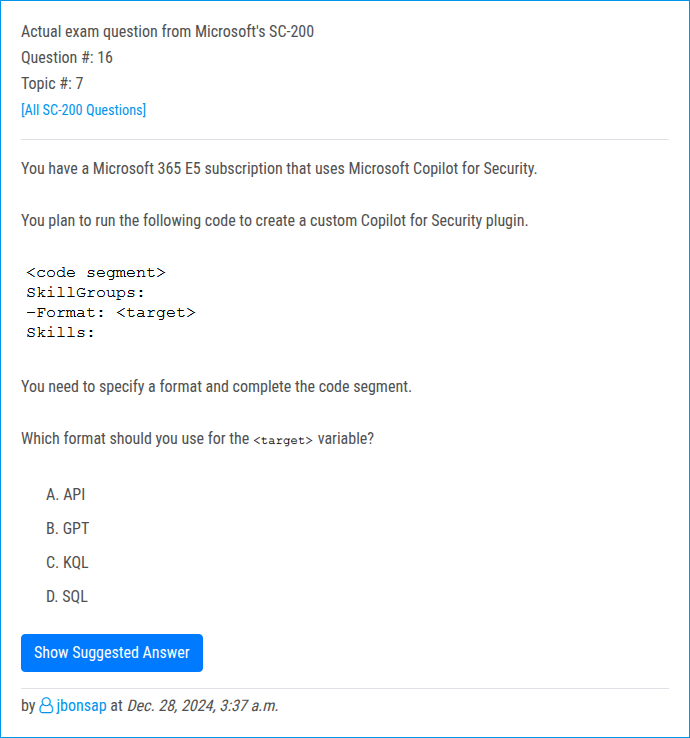 Actual exam question from Microsoft's SC-200
Question #: 16
Topic #: 7
[All SC-200 Questions]
You have a Microsoft 365 E5 subscription that uses Microsoft Copilot for Security.
You plan to run the following code to create a custom Copilot for Security plugin.
<code segment>
SkillGroups:
-Format: <target>
Skills:
You need to specify a format and complete the code segment.
Which format should you use for the <target> variable?
A. API
B. GPT
C. KQL
D. SQL
Show Suggested Answer
by jbonsap at Dec. 28, 2024, 3:37 a.m.